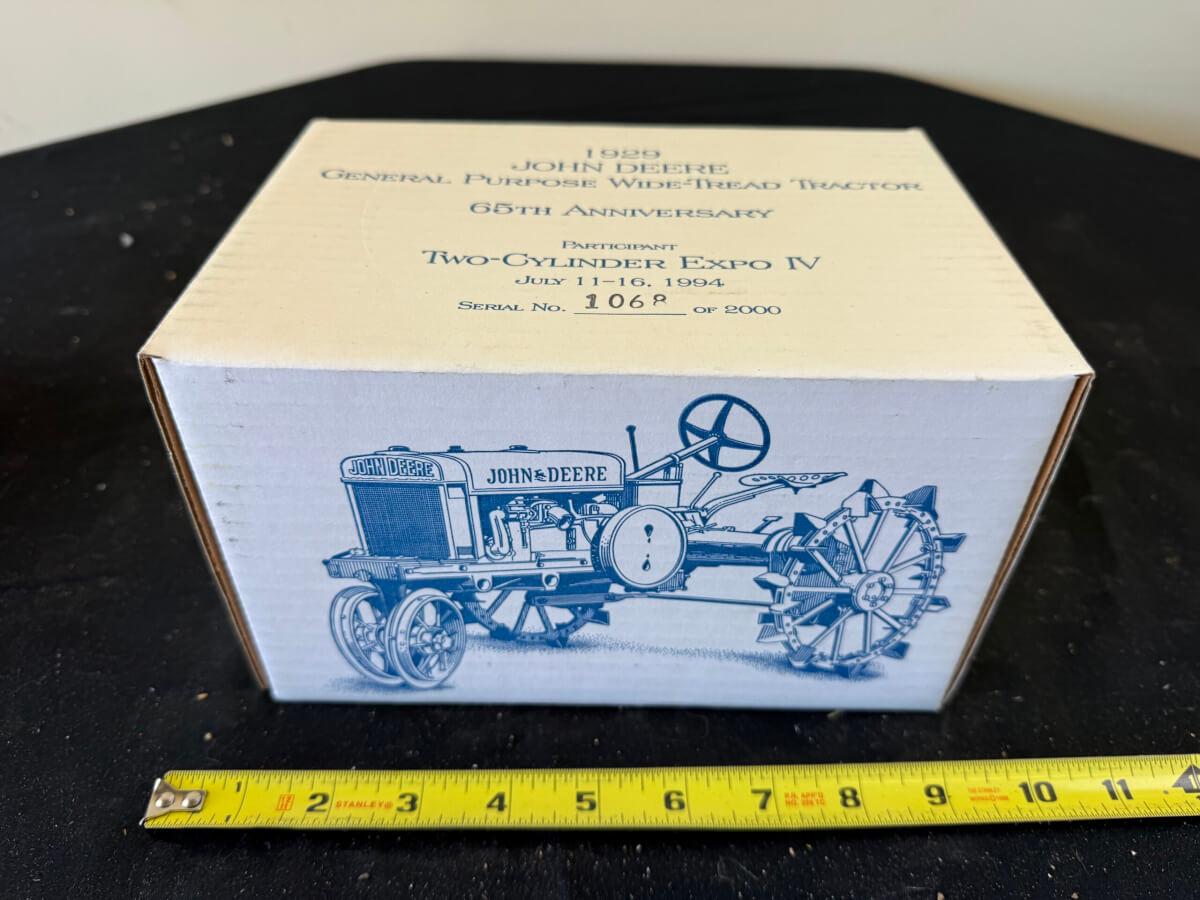 1929
JOHN DEERE
GENERAL PURPOSE WIDE-TREAD TRACTOR
65TH ANNIVERSARY
PARTICIPANT
TWO-CYLINDER EXPO IV
JULY 11-16, 1994
SERIAL NO. 1068 OF 2000
JOHN DEERE
JOHN DEERE
1 2 STANLEY® 3 4 5 6 7 8 9 10 11